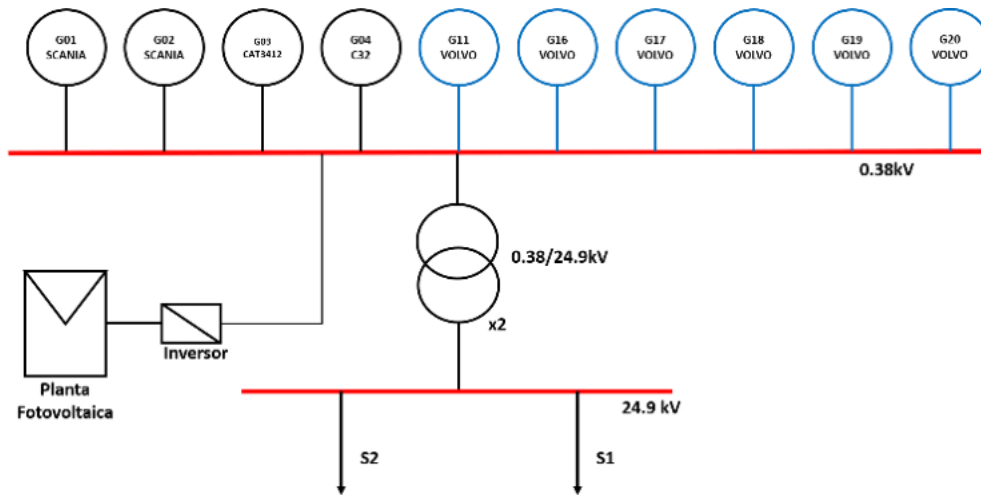 G01
SCANIA
G02
SCANIA
G03
CAT3412
G04
C32
G11
VOLVO
G16
VOLVO
G17
VOLVO
G18
VOLVO
G19
VOLVO
G20
VOLVO
0.38kV
0.38/24.9kV
x2
Inversor
Planta
Fotovoltaica
24.9 kV
S2
S1